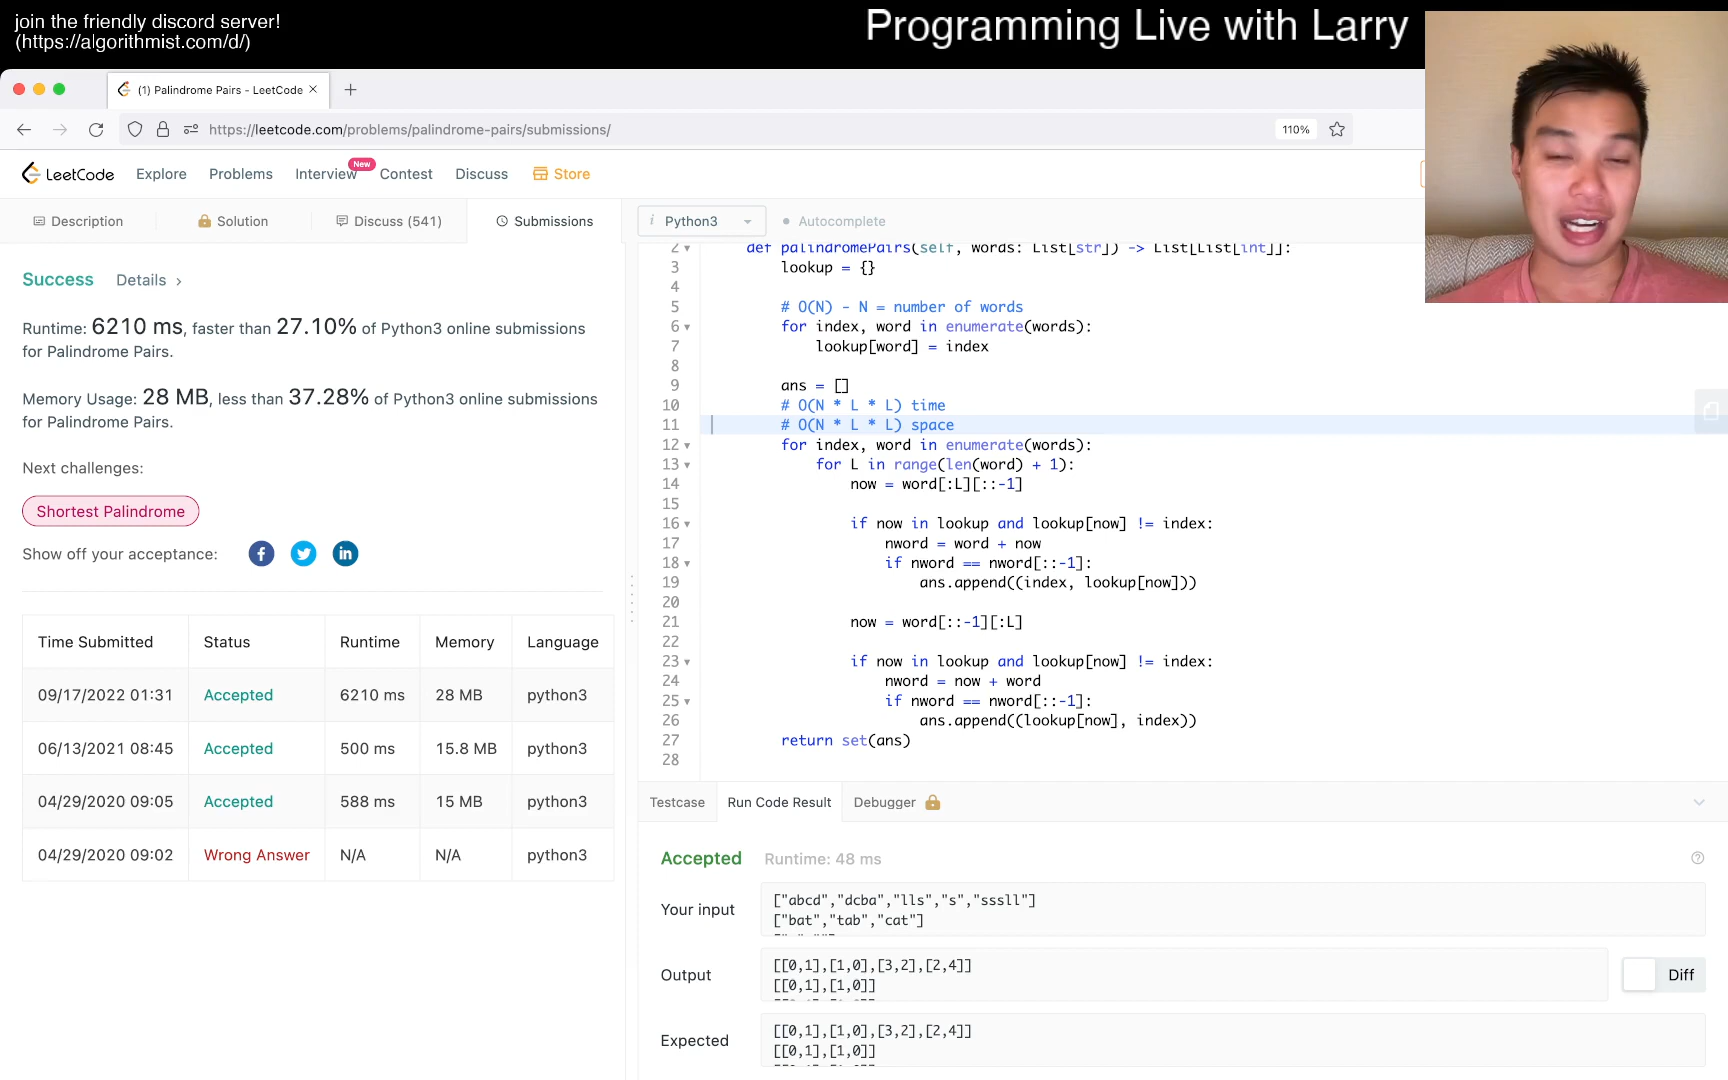 join the friendly discord server!
(https://algorithmist.com/d/)
Programming Live with Larry
(1) Palindrome Pairs - LeetCode
https://leetcode.com/problems/palindrome-pairs/submissions/
110%
LeetCode
Explore
Problems
Interview
New
Contest
Discuss
Store
Description
Solution
Discuss (541)
Submissions
i Python3
Autocomplete
Success
Details >
Runtime: 6210 ms, faster than 27.10% of Python3 online submissions
for Palindrome Pairs.
Memory Usage: 28 MB, less than 37.28% of Python3 online submissions
for Palindrome Pairs.
Next challenges:
Shortest Palindrome
Show off your acceptance:
Time Submitted Status Runtime Memory Language
09/17/2022 01:31 Accepted 6210 ms 28 MB python3
06/13/2021 08:45 Accepted 500 ms 15.8 MB python3
04/29/2020 09:05 Accepted 588 ms 15 MB python3
04/29/2020 09:02 Wrong Answer N/A N/A python3
2 def palindromePairs(self, words: List[str]) -> List[List[int]]:
3 lookup = {}
4
5 # O(N) - N = number of words
6 for index, word in enumerate(words):
7 lookup[word] = index
8
9 ans = []
10 # O(N * L * L) time
11 # O(N * L * L) space
12 for index, word in enumerate(words):
13 for L in range(len(word) + 1):
14 now = word[:L][::-1]
15
16 if now in lookup and lookup[now] != index:
17 nword = word + now
18 if nword == nword[::-1]:
19 ans.append((index, lookup[now]))
20
21 now = word[::-1][:L]
22
23 if now in lookup and lookup[now] != index:
24 nword = now + word
25 if nword == nword[::-1]:
26 ans.append((lookup[now], index))
27 return set(ans)
28
Testcase
Run Code Result
Debugger
Accepted
Runtime: 48 ms
Your input
["abcd","dcba","lls","s","sssll"]
["bat","tab","cat"]
Output
[[0,1],[1,0],[3,2],[2,4]]
[[0,1],[1,0]]
Diff
Expected
[[0,1],[1,0],[3,2],[2,4]]
[[0,1],[1,0]]